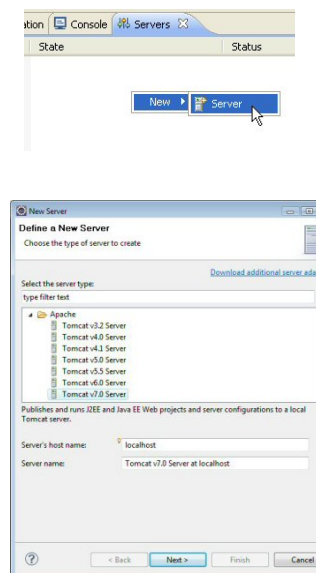 Console Servers
State Status
New Server
New Server
Define a New Server
Choose the type of server to create
Download additional server
Select the server type:
type filter text
Apache
Tomcat v3.2 Server
Tomcat v4.0 Server
Tomcat v4.1 Server
Tomcat v5.0 Server
Tomcat v5.5 Server
Tomcat v6.0 Server
Tomcat v7.0 Server
Publishes and runs J2EE and Java EE Web projects and server configurations to a local
Tomcat server.
Server's host name: localhost
Server name: Tomcat v7.0 Server at localhost
? < Back Next > Finish Cancel